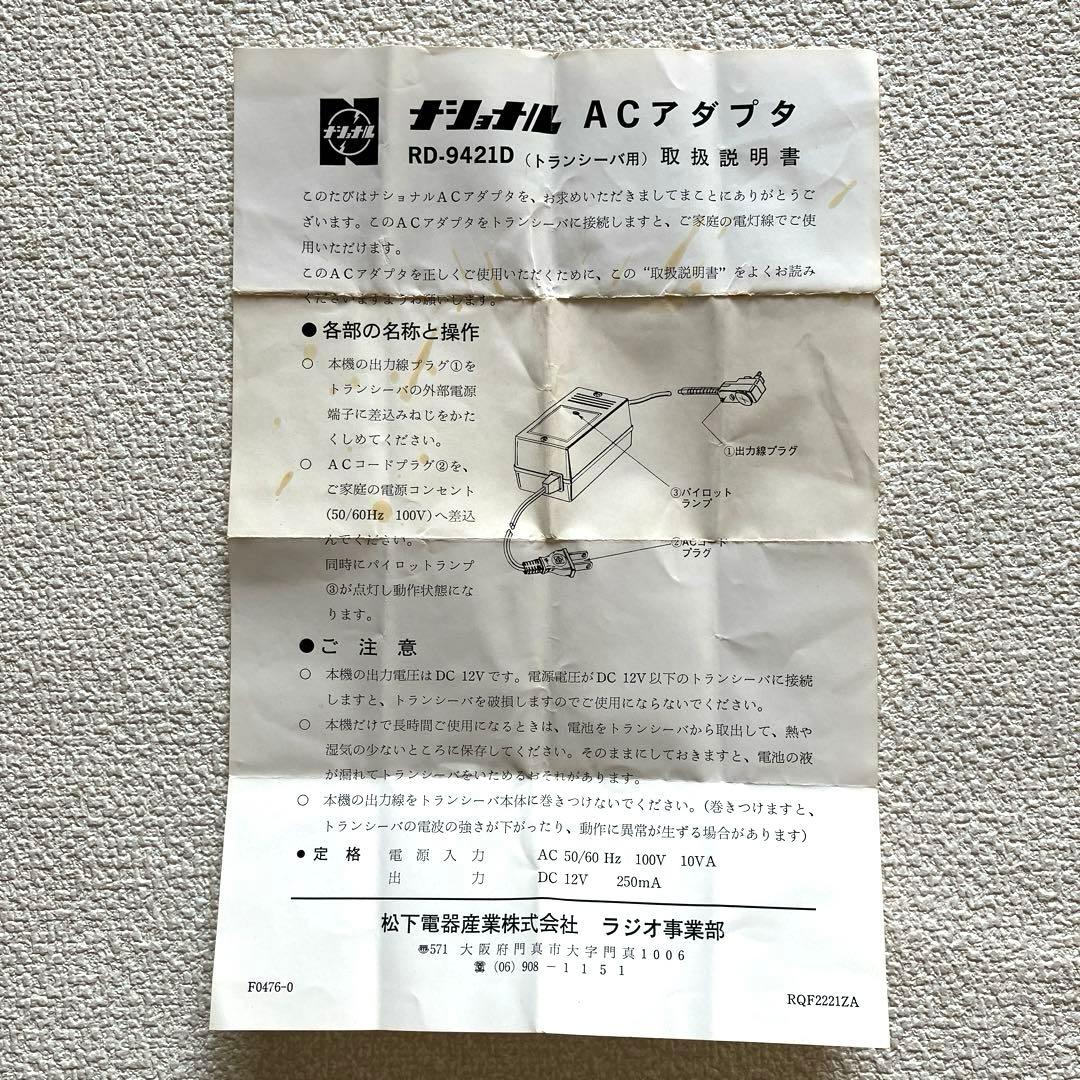 ナショナル
ナショナル ACアダプタ
RD-9421D (トランシーバ用) 取扱説明書
このたびはナショナルACアダプタを、お求めいただきましてまことにありがとうご
ざいます。このACアダプタをトランシーバに接続しますと、ご家庭の電灯線でご使
用いただけます。
このACアダプタを正しくご使用いただくために、この“取扱説明書”をよくお読み
くださいますようお願いします。
●各部の名称と操作
○ 本機の出力線プラグ①を
トランシーバの外部電源
端子に差込みねじをかた
くしめてください。
○ ACコードプラグ②を、
ご家庭の電源コンセント
(50/60Hz 100V)へ差込
んでください。
同時にパイロットランプ
③が点灯し動作状態にな
ります。
①出力線プラグ
③パイロット
ランプ
②ACコード
プラグ
●ご注意
○ 本機の出力電圧はDC 12Vです。電源電圧がDC 12V以下のトランシーバに接続
しますと、トランシーバを破損しますのでご使用にならないでください。
○ 本機だけで長時間ご使用になるときは、電池をトランシーバから取出して、熱や
湿気の少ないところに保存してください。そのままにしておきますと、電池の液
が洩れてトランシーバをいためるおそれがあります。
○ 本機の出力線をトランシーバ本体に巻きつけないでください。(巻きつけますと、
トランシーバの電波の強さが下がったり、動作に異常が生ずる場合があります)
●定格 電源入力 AC 50/60 Hz 100V 10VA
出力 DC 12V 250mA
松下電器産業株式会社 ラジオ事業部
〠571 大阪府門真市大字門真1006
☎ (06) 908-1151
F0476-0
RQF2221ZA